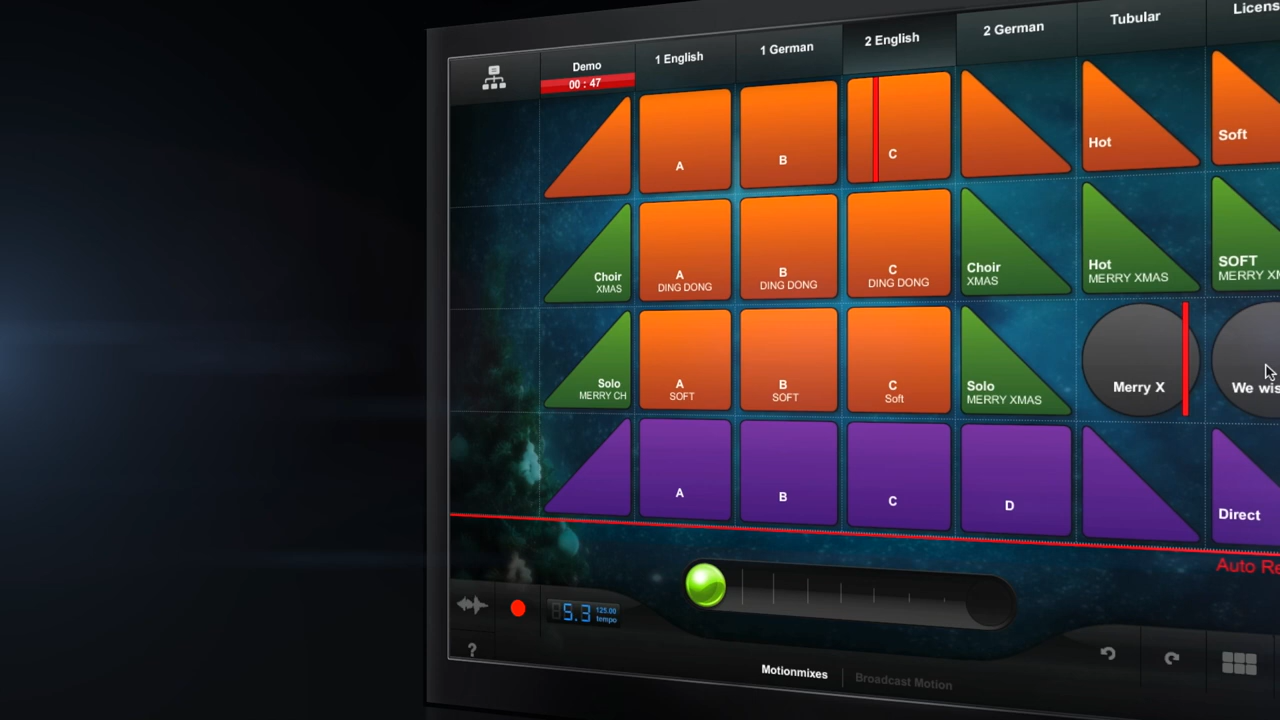 Demo
1 English
1 German
2 English
2 German
Tubular
Licens
00 : 47
A
B
C
Hot
Soft
Choir
XMAS
A
DING DONG
B
DING DONG
C
DING DONG
Choir
XMAS
Hot
MERRY XMAS
SOFT
MERRY XM
Solo
MERRY CH
A
SOFT
B
SOFT
C
Soft
Solo
MERRY XMAS
Merry X
We wis
A
B
C
D
Direct
Auto Re
5.3
125.00
tempo
?
Motionmixes
Broadcast Motion